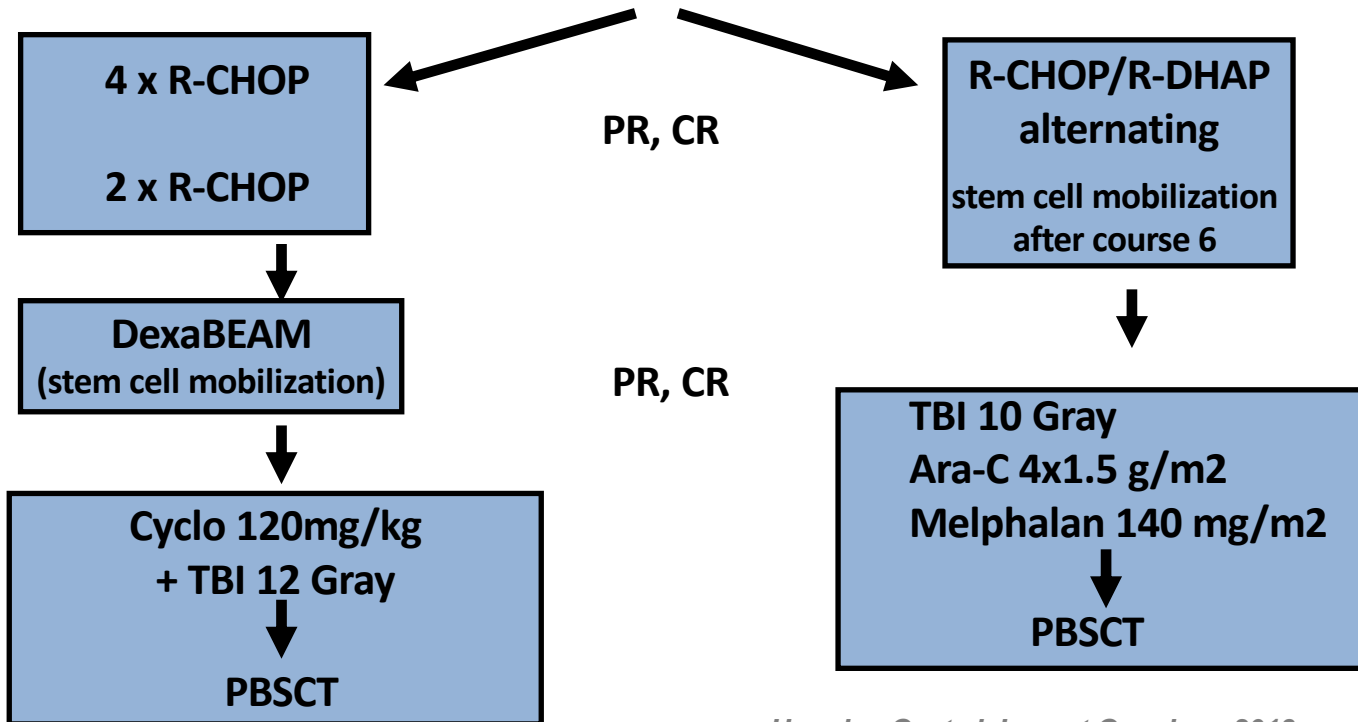 4 x R-CHOP
2 x R-CHOP
PR, CR
R-CHOP/R-DHAP
alternating
stem cell mobilization
after course 6
DexaBEAM
(stem cell mobilization)
PR, CR
TBI 10 Gray
Ara-C 4x1.5 g/m2
Melphalan 140 mg/m2
PBSCT
Cyclo 120mg/kg
+ TBI 12 Gray
PBSCT